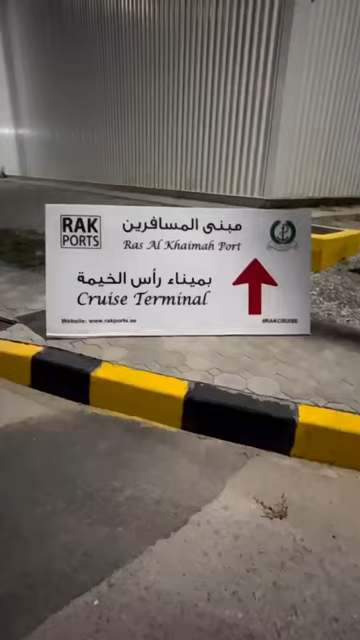 RAK
PORTS
مبنى المسافرين
Ras Al Khaimah Port
بميناء رأس الخيمة
Cruise Terminal
Website: www.rakports.ae
#RAKCRUISE